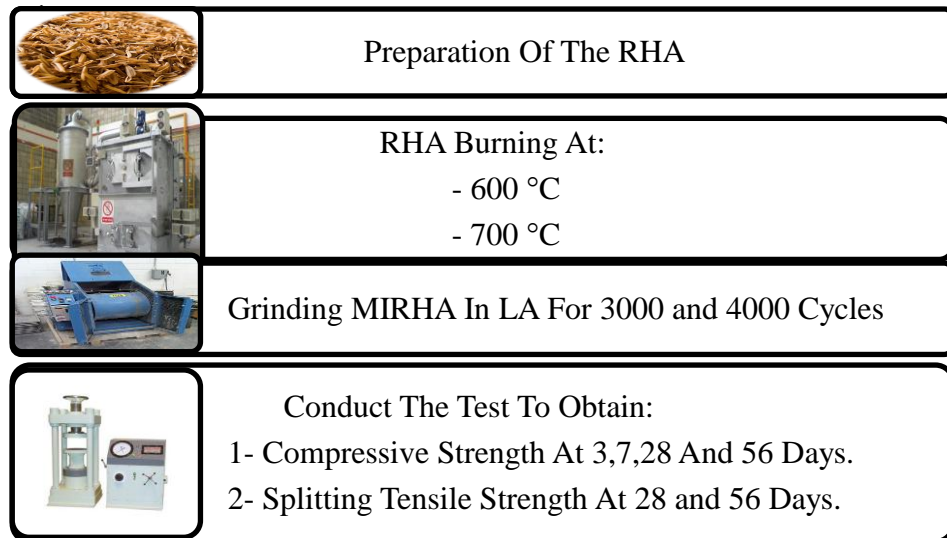 Preparation Of The RHA
RHA Burning At:
- 600 °C
- 700 °C
Grinding MIRHA In LA For 3000 and 4000 Cycles
Conduct The Test To Obtain:
1- Compressive Strength At 3,7,28 And 56 Days.
2- Splitting Tensile Strength At 28 and 56 Days.